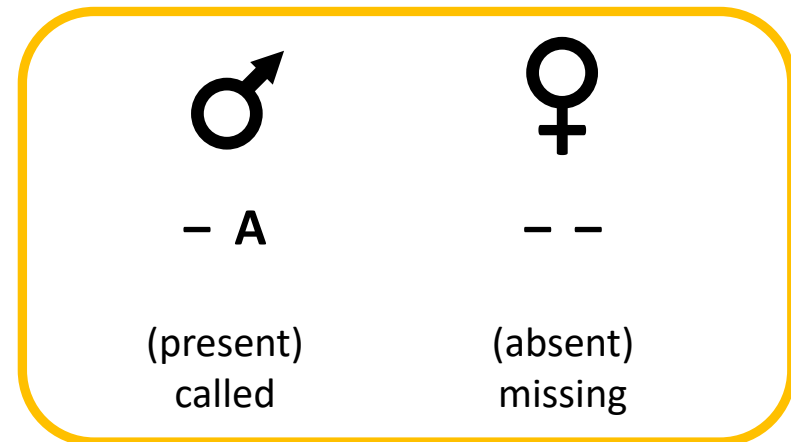 ♂ ♀
– A – –
(present) (absent)
called missing